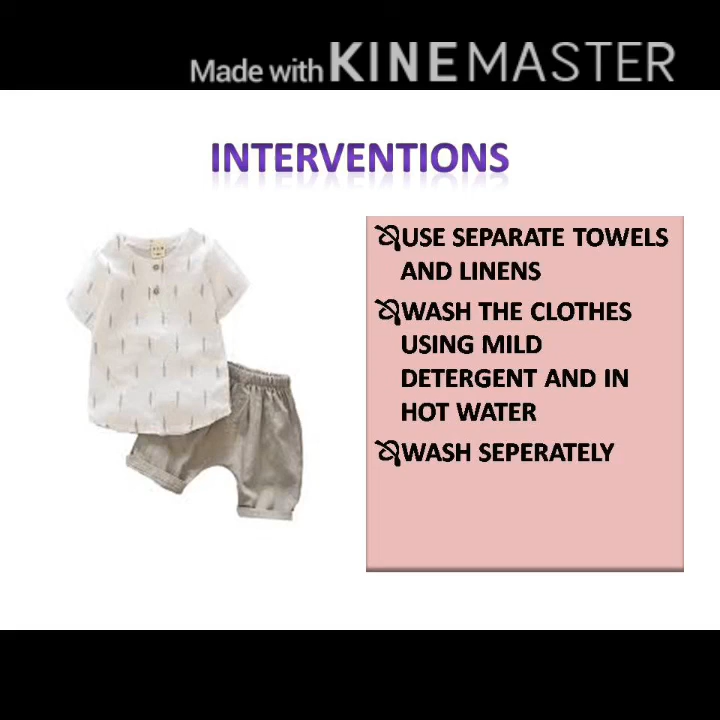 Made with KINEMASTER
INTERVENTIONS
USE SEPARATE TOWELS
AND LINENS
WASH THE CLOTHES
USING MILD
DETERGENT AND IN
HOT WATER
WASH SEPERATELY